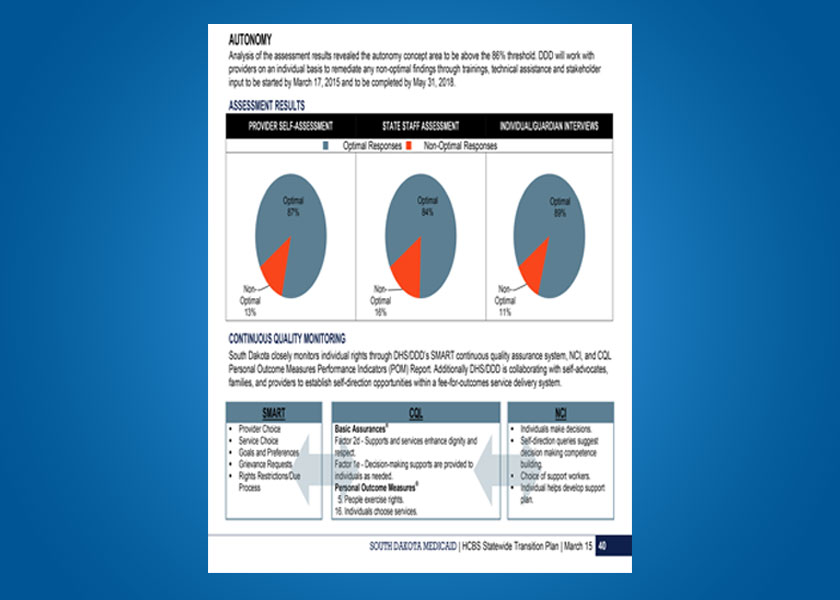 AUTONOMY
Analysis of the assessment results revealed the autonomy concept area to be above the 86% threshold. DDD will work with
providers on an individual basis to remediate any non-optimal findings through trainings, technical assistance and stakeholder
input to be started by March 17, 2015 and to be completed by May 31, 2018.
ASSESSMENT RESULTS
PROVIDER SELF-ASSESSMENT STATE STAFF ASSESSMENT INDIVIDUAL/GUARDIAN INTERVIEWS
Optimal Responses Non-Optimal Responses
Optimal
87%
Non-
Optimal
13%
Optimal
84%
Non-
Optimal
16%
Optimal
89%
Non-
Optimal
11%
CONTINUOUS QUALITY MONITORING
South Dakota closely monitors individual rights through DHS/DDD's SMART continuous quality assurance system, NCI, and CQL
Personal Outcome Measures Performance Indicators (POM) Report. Additionally DHS/DDD is collaborating with self-advocates,
families, and providers to establish self-direction opportunities within a fee-for-outcomes service delivery system.
SMART
• Provider Choice
• Service Choice
• Goals and Preferences
• Grievance Requests
• Rights Restrictions/Due
Process
CQL
Basic Assurances®
Factor 2d - Supports and services enhance dignity and
respect.
Factor 1e - Decision-making supports are provided to
individuals as needed.
Personal Outcome Measures®
5. People exercise rights.
16. Individuals choose services.
NCI
• Individuals make decisions.
• Self-direction queries suggest
decision making competence
building.
• Choice of support workers.
• Individual helps develop support
plan.
SOUTH DAKOTA MEDICAID | HCBS Statewide Transition Plan | March 15 40